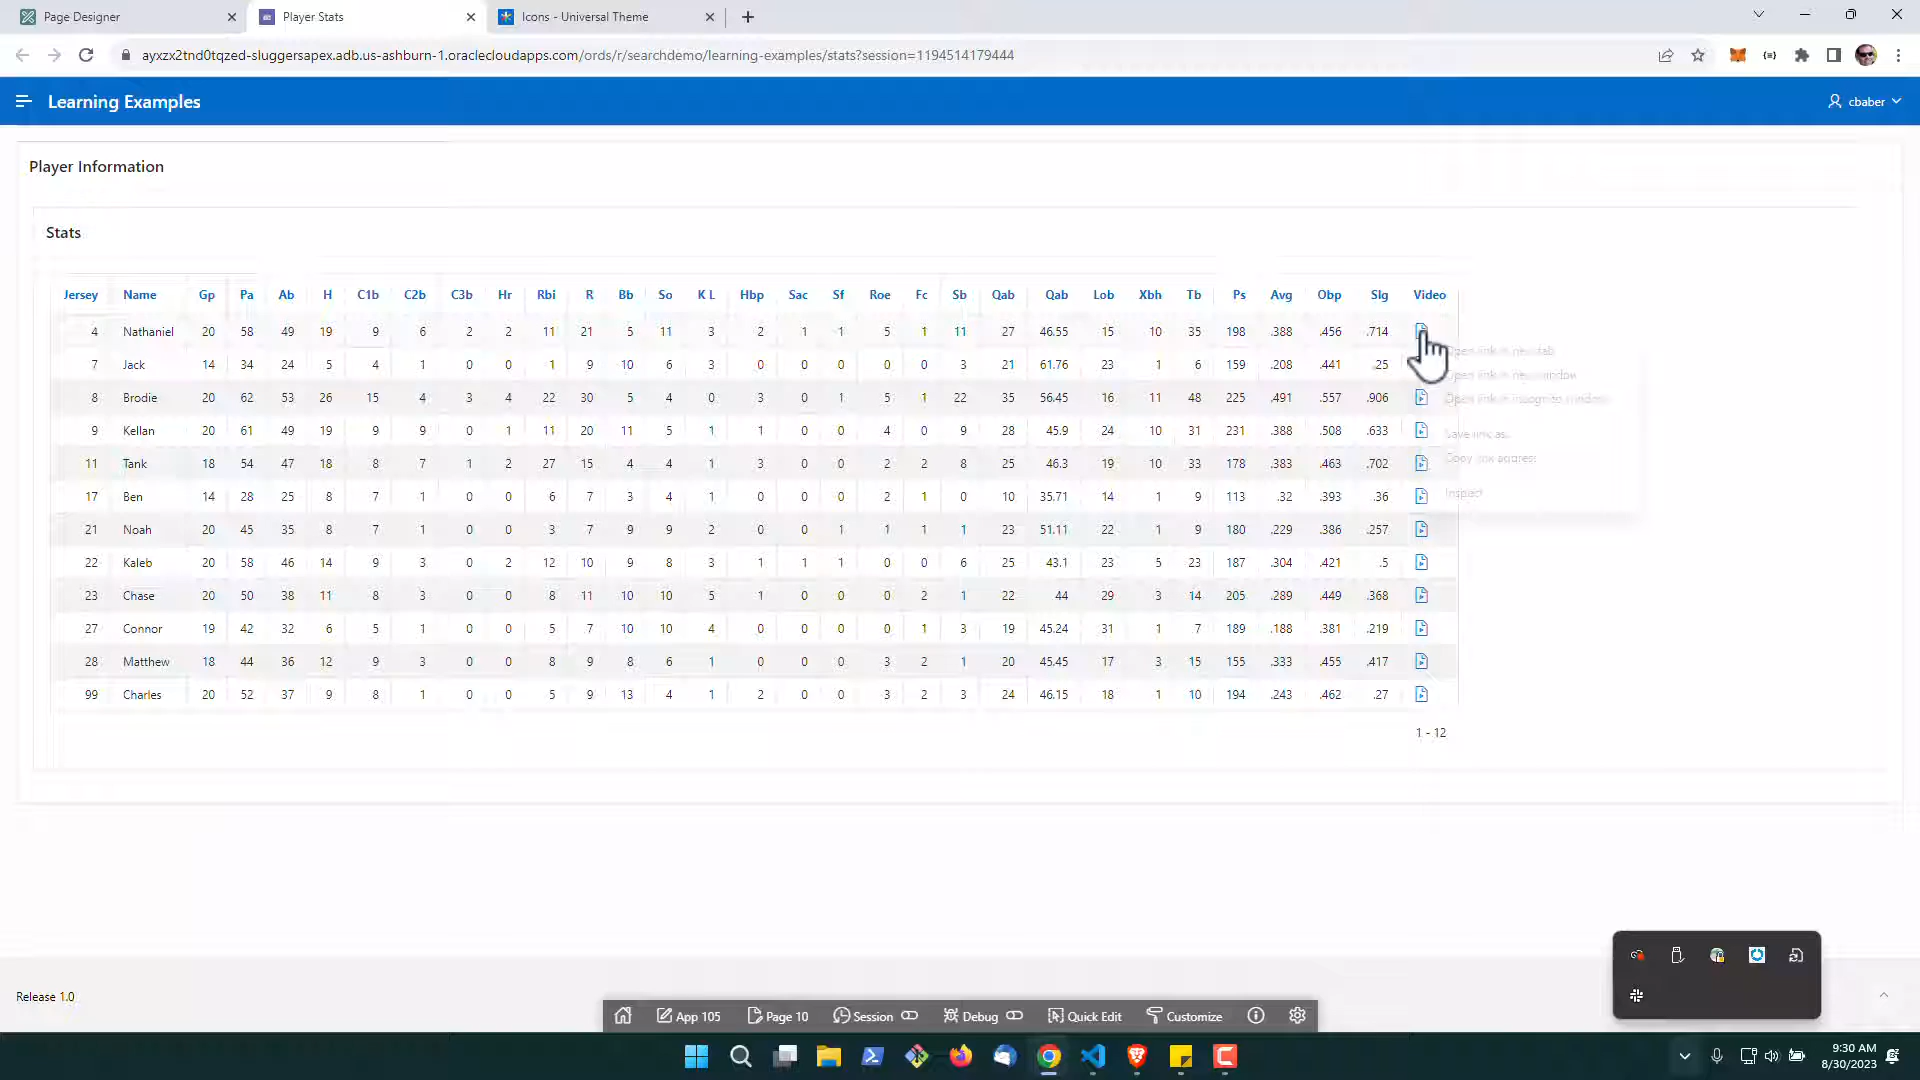 Page Designer
Player Stats
Icons - Universal Theme
ayxzx2tnd0tqzed-sluggersapex.adb.us-ashburn-1.oraclecloudapps.com/ords/r/searchdemo/learning-examples/stats?session=1194514179444
Learning Examples
cbaber
Player Information
Stats
Jersey Name Gp Pa Ab H C1b C2b C3b Hr Rbi R Bb So K L Hbp Sac Sf Roe Fc Sb Qab Qab Lob Xbh Tb Ps Avg Obp Slg Video
4 Nathaniel 20 58 49 19 9 6 2 2 11 21 5 11 3 2 1 1 5 1 11 27 46.55 15 10 35 198 .388 .456 .714
Open link in new tab
7 Jack 14 34 24 5 4 1 0 0 1 9 10 6 3 0 0 0 0 0 3 21 61.76 23 1 6 159 .208 .441 .25
Open link in new window
8 Brodie 20 62 53 26 15 4 3 4 22 30 5 4 0 3 0 1 5 1 22 35 56.45 16 11 48 225 .491 .557 .906
Open link in incognito window
9 Kellan 20 61 49 19 9 9 0 1 11 20 11 5 1 1 0 0 4 0 9 28 45.9 24 10 31 231 .388 .508 .633
Save link as...
11 Tank 18 54 47 18 8 7 1 2 27 15 4 4 1 3 0 0 2 2 8 25 46.3 19 10 33 178 .383 .463 .702
Copy link address
17 Ben 14 28 25 8 7 1 0 0 6 7 3 4 1 0 0 0 2 1 0 10 35.71 14 1 9 113 .32 .393 .36
Inspect
21 Noah 20 45 35 8 7 1 0 0 3 7 9 9 2 0 0 1 1 1 1 23 51.11 22 1 9 180 .229 .386 .257
22 Kaleb 20 58 46 14 9 3 0 2 12 10 9 8 3 1 1 1 0 0 6 25 43.1 23 5 23 187 .304 .421 .5
23 Chase 20 50 38 11 8 3 0 0 8 11 10 10 5 1 0 0 0 2 1 22 44 29 3 14 205 .289 .449 .368
27 Connor 19 42 32 6 5 1 0 0 5 7 10 10 4 0 0 0 0 1 3 19 45.24 31 1 7 189 .188 .381 .219
28 Matthew 18 44 36 12 9 3 0 0 8 9 8 6 1 0 0 0 3 2 1 20 45.45 17 3 15 155 .333 .455 .417
99 Charles 20 52 37 9 8 1 0 0 5 9 13 4 1 2 0 0 3 2 3 24 46.15 18 1 10 194 .243 .462 .27
1 - 12
Release 1.0
App 105 Page 10 Session Debug Quick Edit Customize
9:30 AM
8/30/2023